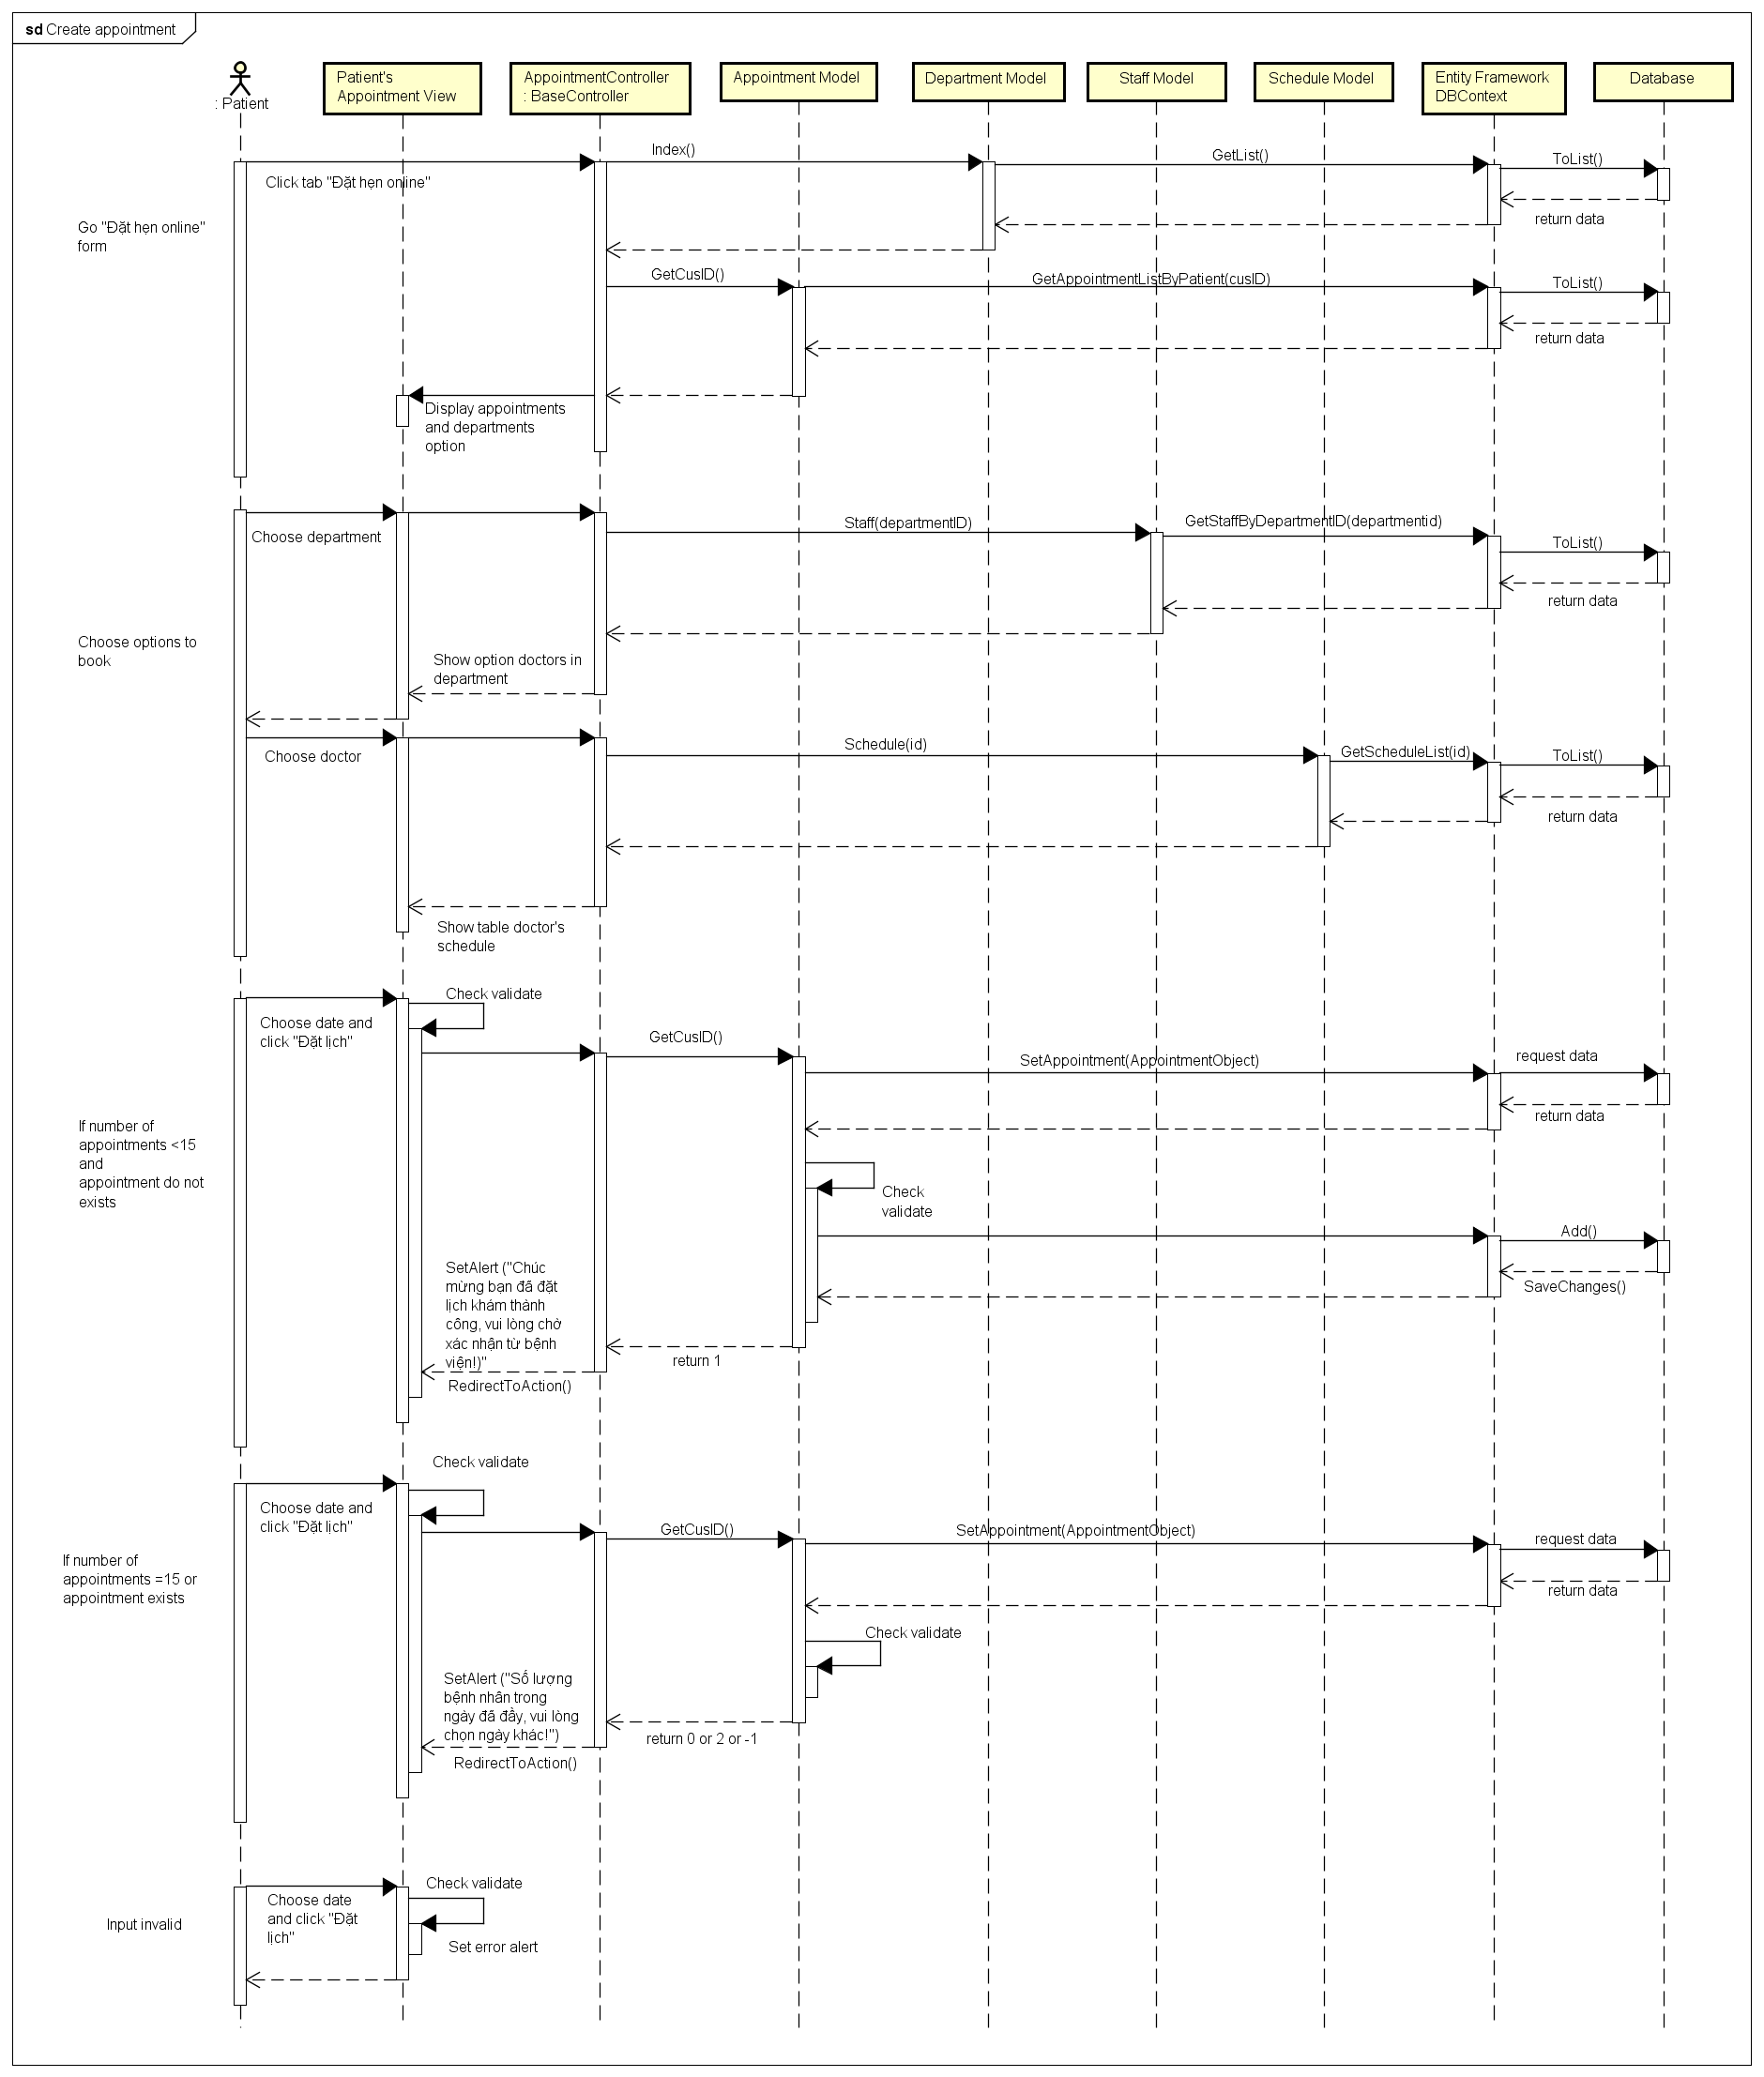 sd Create appointment
: Patient
Patient's
Appointment View
AppointmentController
: BaseController
Appointment Model
Department Model
Staff Model
Schedule Model
Entity Framework
DBContext
Database
Index()
GetList()
ToList()
Click tab "Đặt hẹn online"
return data
Go "Đặt hẹn online"
form
GetCusID()
GetAppointmentListByPatient(cusID)
ToList()
return data
Display appointments
and departments
option
Choose department
Staff(departmentID)
GetStaffByDepartmentID(departmentid)
ToList()
return data
Choose options to
book
Show option doctors in
department
Choose doctor
Schedule(id)
GetScheduleList(id)
ToList()
return data
Show table doctor's
schedule
Check validate
Choose date and
click "Đặt lịch"
GetCusID()
SetAppointment(AppointmentObject)
request data
return data
If number of
appointments <15
and
appointment do not
exists
Check
validate
Add()
SaveChanges()
SetAlert ("Chúc
mừng bạn đã đặt
lịch khám thành
công, vui lòng chờ
xác nhận từ bệnh
viện!)"
return 1
RedirectToAction()
Check validate
Choose date and
click "Đặt lịch"
GetCusID()
SetAppointment(AppointmentObject)
request data
return data
If number of
appointments =15 or
appointment exists
Check validate
SetAlert ("Số lượng
bệnh nhân trong
ngày đã đầy, vui lòng
chọn ngày khác!")
return 0 or 2 or -1
RedirectToAction()
Check validate
Choose date
and click "Đặt
lịch"
Input invalid
Set error alert